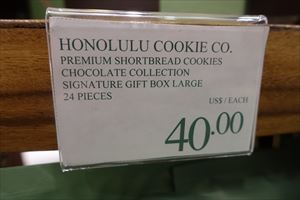 HONOLULU COOKIE CO.
PREMIUM SHORTBREAD COOKIES
CHOCOLATE COLLECTION
SIGNATURE GIFT BOX LARGE
24 PIECES
US$ / EACH
40.00